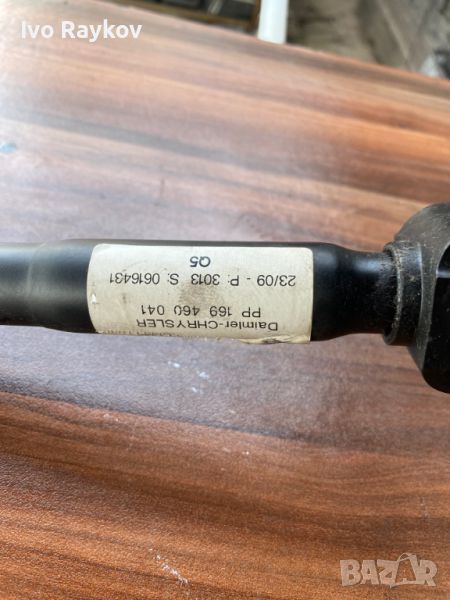 Ivo Raykov
Daimler-CHRYSLER
PP 169 460 041
23/09 - P. 3013 S. 0616431
Q5
BAZAR